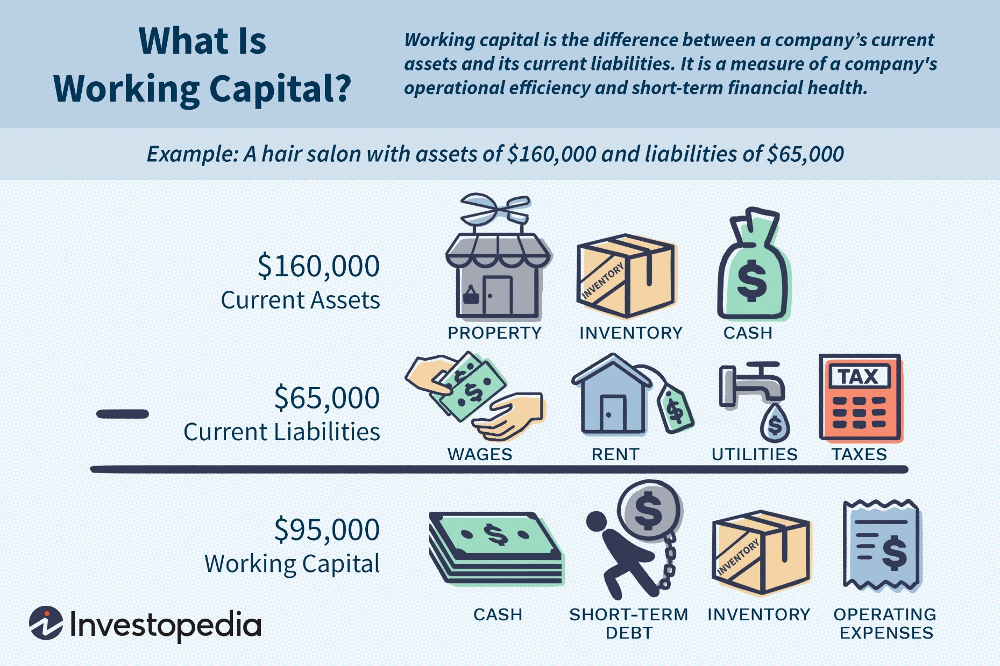 What Is
Working Capital?
Working capital is the difference between a company’s current
assets and its current liabilities. It is a measure of a company's
operational efficiency and short-term financial health.
Example: A hair salon with assets of $160,000 and liabilities of $65,000
$160,000
Current Assets
INVENTORY
$
PROPERTY
INVENTORY
CASH
$65,000
Current Liabilities
$
$
$
$
TAX
WAGES
RENT
UTILITIES
TAXES
$95,000
Working Capital
$
$
INVENTORY
$
CASH
SHORT-TERM
DEBT
INVENTORY
OPERATING
EXPENSES
Investopedia